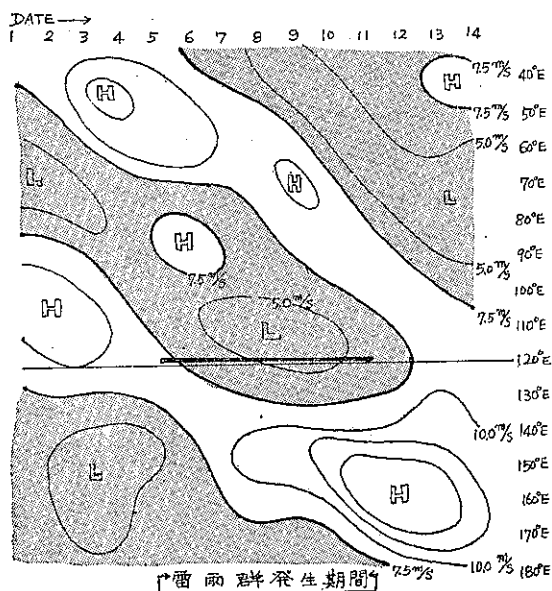 DATE →
1 2 3 4 5 6 7 8 9 10 11 12 13 14
7.5 m/s 40°E
H H
7.5 m/s 50°E
5.0 m/s 60°E
L H 70°E
L 80°E
H 90°E
7.5 m/s 5.0 m/s
100°E
H 5.0 m/s 7.5 m/s 110°E
L
120°E
130°E
10.0 m/s 140°E
L 150°E
H 160°E
170°E
7.5 m/s 10.0 m/s 180°E
雷雨群発生期間